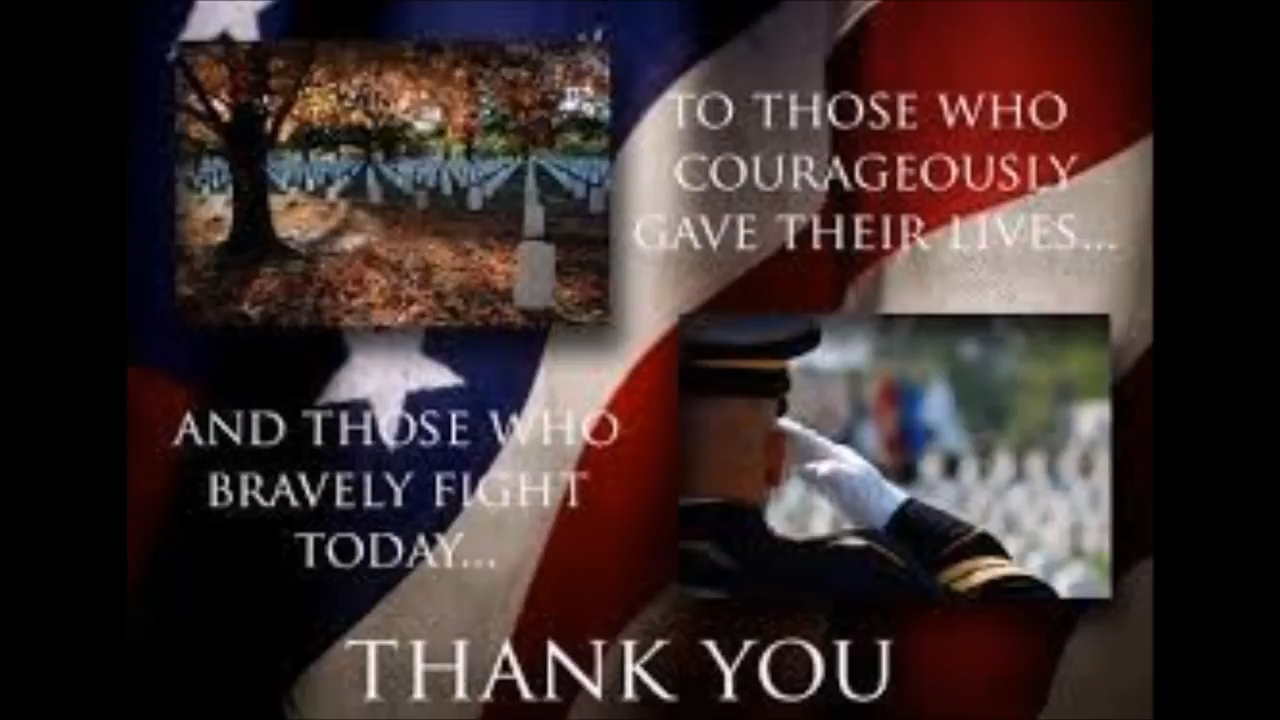 TO THOSE WHO
COURAGEOUSLY
GAVE THEIR LIVES...
AND THOSE WHO
BRAVELY FIGHT
TODAY...
THANK YOU